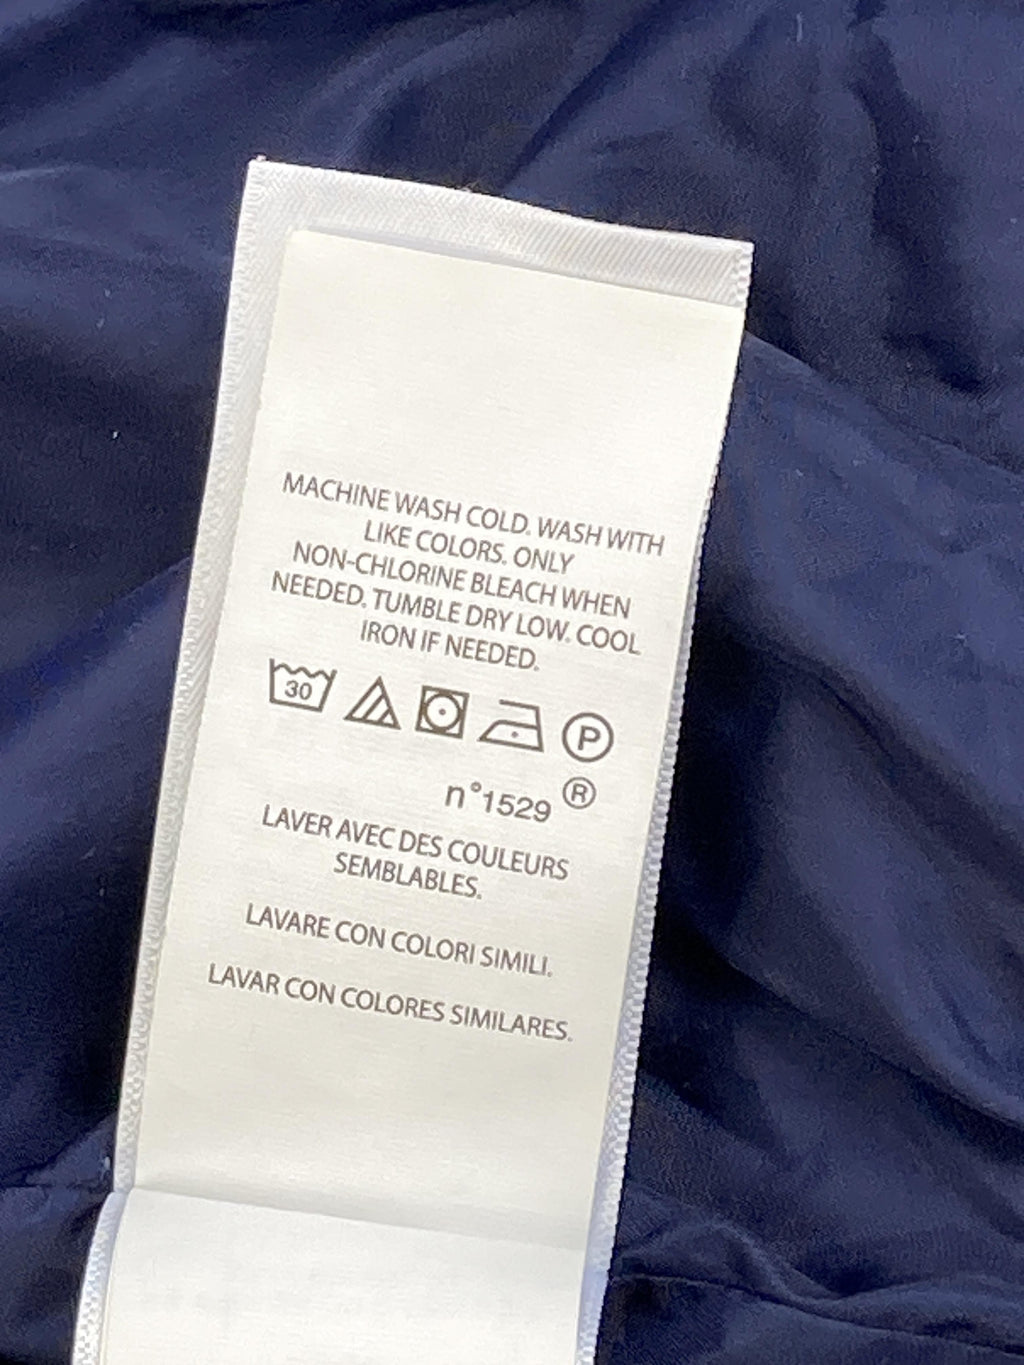 MACHINE WASH COLD. WASH WITH
LIKE COLORS. ONLY
NON-CHLORINE BLEACH WHEN
NEEDED. TUMBLE DRY LOW. COOL
IRON IF NEEDED.
30 P
n°1529 ®
LAVER AVEC DES COULEURS
SEMBLABLES.
LAVARE CON COLORI SIMILI.
LAVAR CON COLORES SIMILARES.